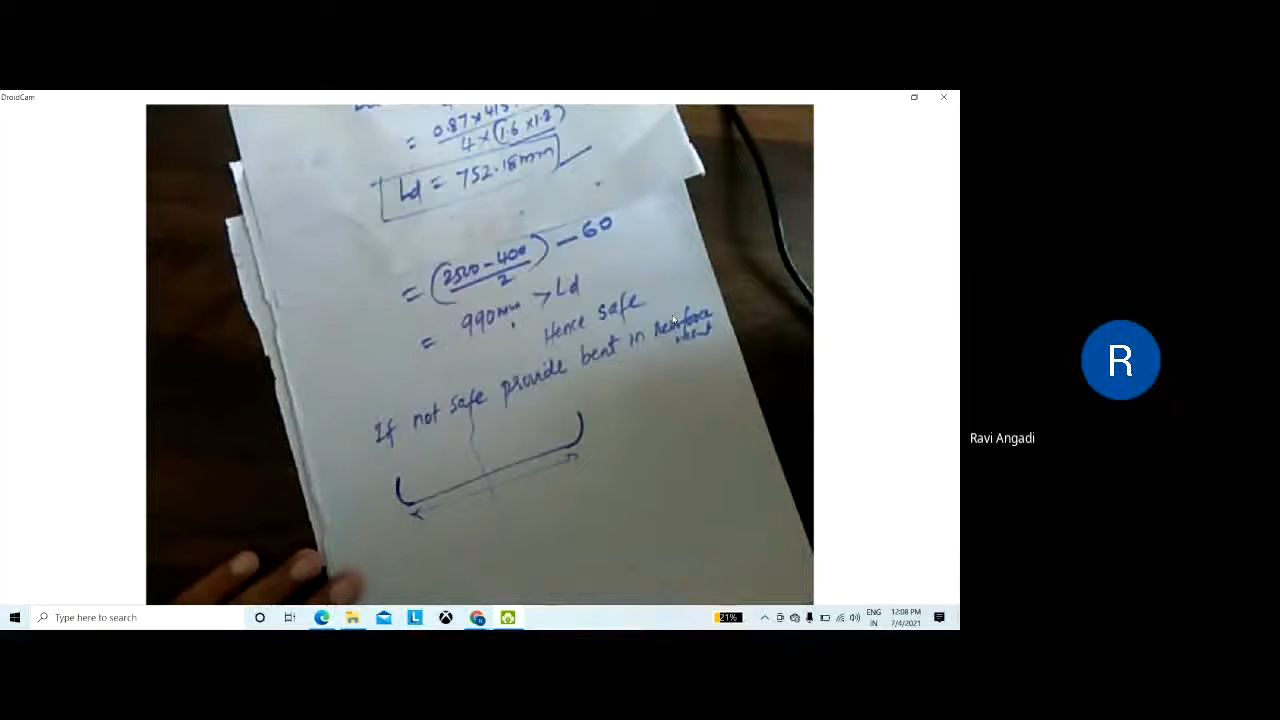 DroidCam
= 0.87×415
4×(1.6×1.2)
Ld = 752.18mm
= (2500-400/2) - 60
= 990mm > Ld
Hence safe
If not safe provide bent in reinforce
ment
R
Ravi Angadi
Type here to search
21%
ENG
IN
12:08 PM
7/4/2021